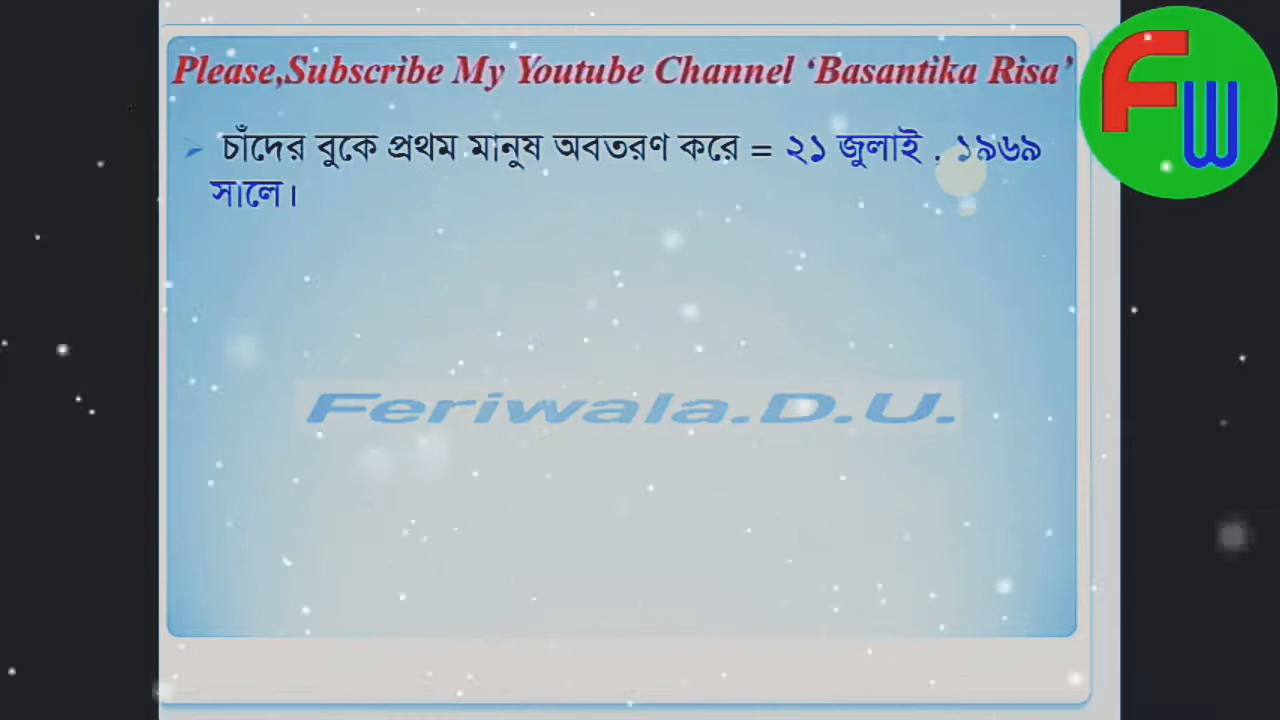 Please,Subscribe My Youtube Channel ‘Basantika Risa’
FW
➢ চাঁদের বুকে প্রথম মানুষ অবতরণ করে = ২১ জুলাই , ১৯৬৯
সালে।
Feriwala.D.U.